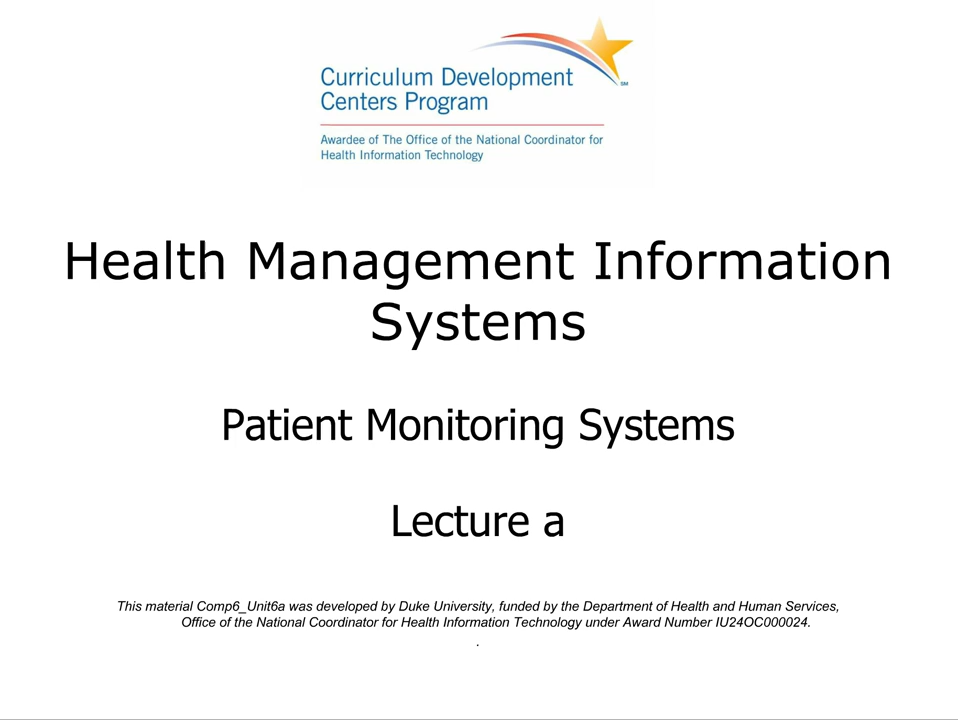 Curriculum Development
Centers Program
SM
Awardee of The Office of the National Coordinator for
Health Information Technology
Health Management Information
Systems
Patient Monitoring Systems
Lecture a
This material Comp6_Unit6a was developed by Duke University, funded by the Department of Health and Human Services,
Office of the National Coordinator for Health Information Technology under Award Number IU24OC000024.
.